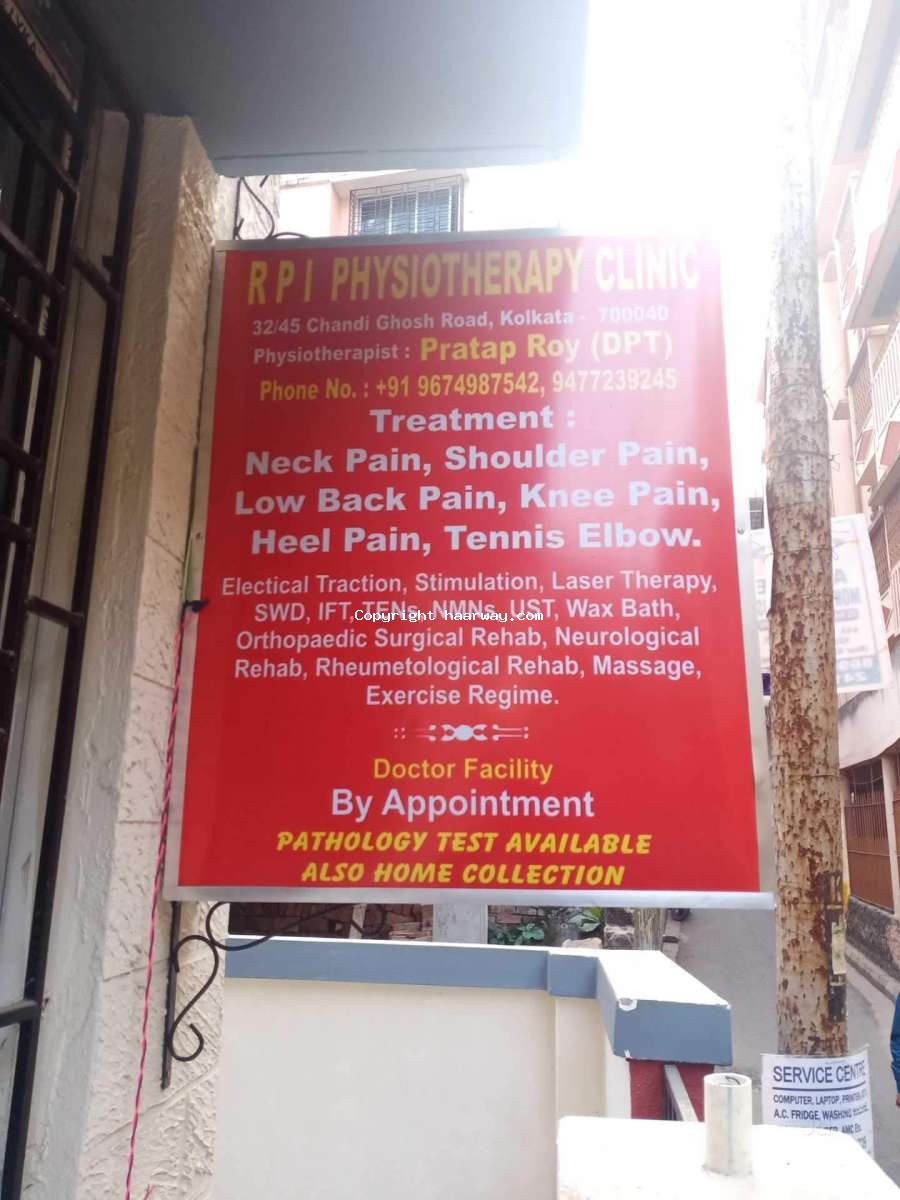 R P I PHYSIOTHERAPY CLINIC
32/45 Chandi Ghosh Road, Kolkata - 700040
Physiotherapist : Pratap Roy (DPT)
Phone No. : +91 9674987542, 9477239245
Treatment :
Neck Pain, Shoulder Pain,
Low Back Pain, Knee Pain,
Heel Pain, Tennis Elbow.
Electical Traction, Stimulation, Laser Therapy,
SWD, IFT, TENs, NMNs, UST, Wax Bath,
Copyright haarway.com
Orthopaedic Surgical Rehab, Neurological
Rehab, Rheumetological Rehab, Massage,
Exercise Regime.
Doctor Facility
By Appointment
PATHOLOGY TEST AVAILABLE
ALSO HOME COLLECTION
SERVICE CENTRE
COMPUTER, LAPTOP, PRINTER,
A.C. FRIDGE, WASHING
AMC Etc